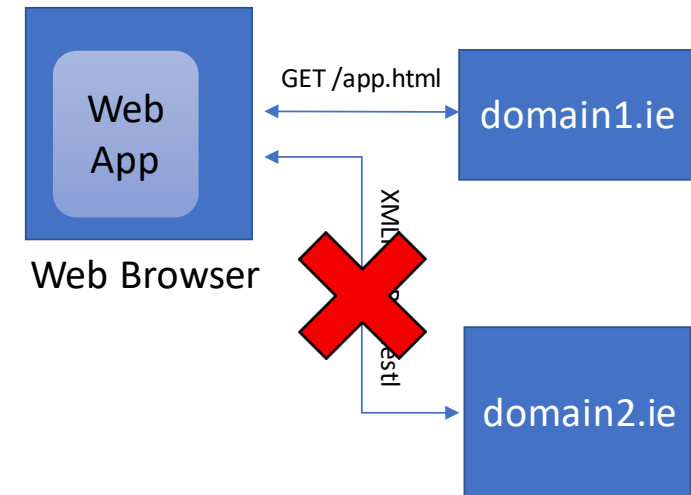 GET /app.html
Web
App
domain1.ie
Web Browser
domain2.ie